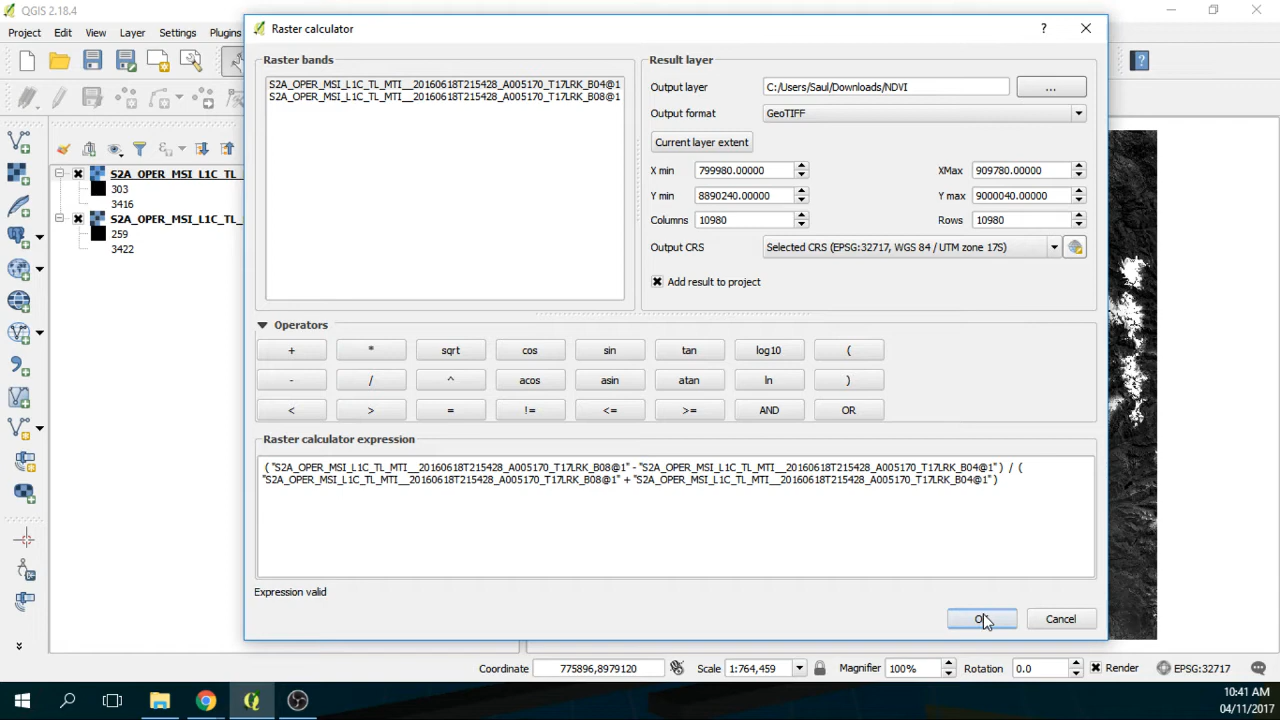 QGIS 2.18.4
Project Edit View Layer Settings Plugins
Raster calculator
?
Raster bands
S2A_OPER_MSI_L1C_TL_MTI__20160618T215428_A005170_T17LRK_B04@1
S2A_OPER_MSI_L1C_TL_MTI__20160618T215428_A005170_T17LRK_B08@1
Result layer
Output layer C:/Users/Saul/Downloads/NDVI ...
Output format GeoTIFF
Current layer extent
X min 799980.00000 XMax 909780.00000
Y min 8890240.00000 Y max 9000040.00000
Columns 10980 Rows 10980
Output CRS Selected CRS (EPSG:32717, WGS 84 / UTM zone 17S)
Add result to project
S2A_OPER_MSI_L1C_TL_
303
3416
S2A_OPER_MSI_L1C_TL_
259
3422
Operators
+ * sqrt cos sin tan log10 (
- / ^ acos asin atan ln )
< > = != <= >= AND OR
Raster calculator expression
( "S2A_OPER_MSI_L1C_TL_MTI__20160618T215428_A005170_T17LRK_B08@1" - "S2A_OPER_MSI_L1C_TL_MTI__20160618T215428_A005170_T17LRK_B04@1" ) / (
"S2A_OPER_MSI_L1C_TL_MTI__20160618T215428_A005170_T17LRK_B08@1" + "S2A_OPER_MSI_L1C_TL_MTI__20160618T215428_A005170_T17LRK_B04@1" )
Expression valid
Cancel
Coordinate 775896,8979120 Scale 1:764,459 Magnifier 100% Rotation 0.0 Render EPSG:32717
10:41 AM
04/11/2017